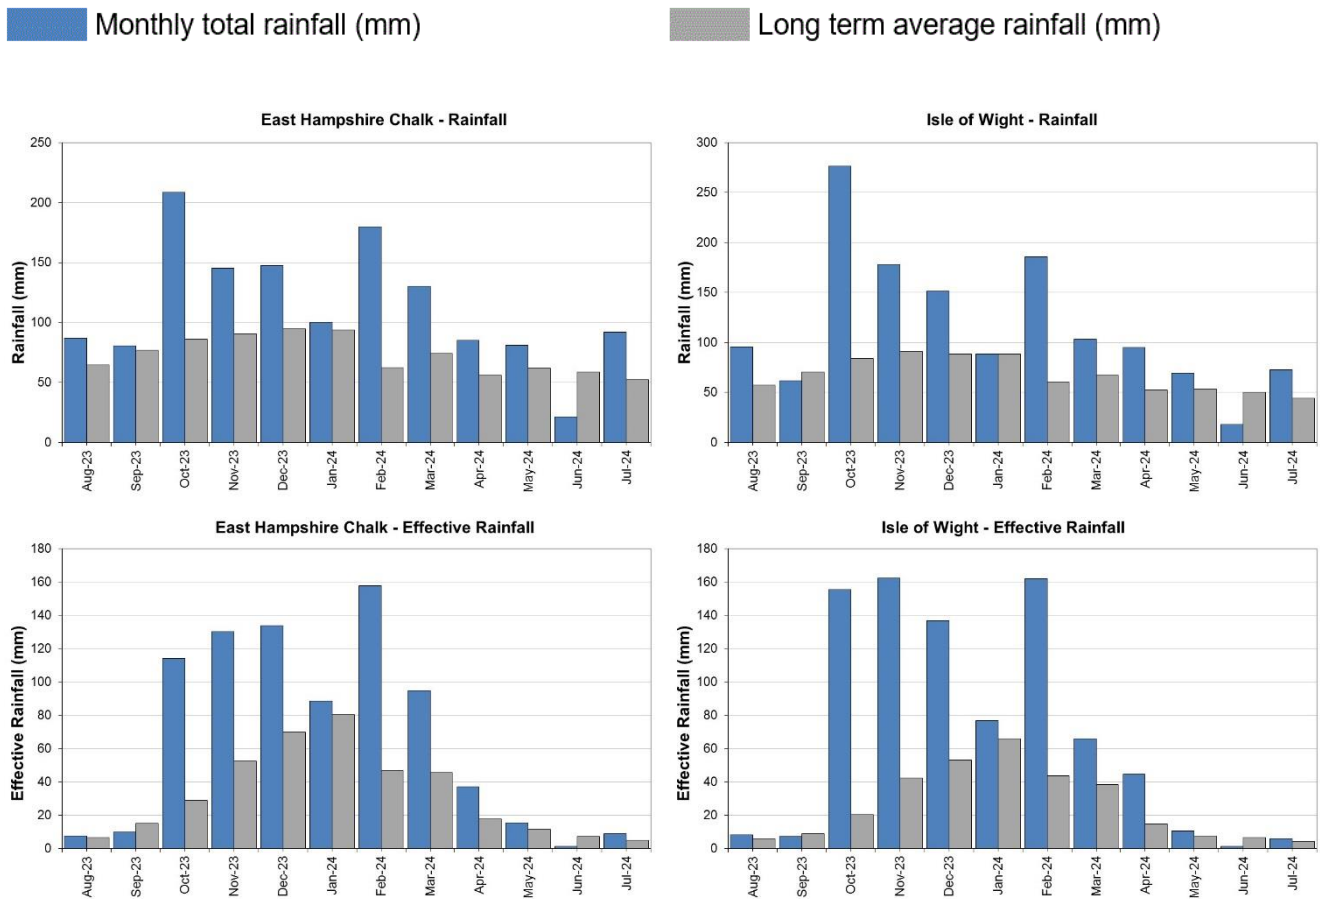 Monthly total rainfall (mm)
Long term average rainfall (mm)
East Hampshire Chalk - Rainfall
Rainfall (mm)
250
200
150
100
50
0
Aug-23
Sep-23
Oct-23
Nov-23
Dec-23
Jan-24
Feb-24
Mar-24
Apr-24
May-24
Jun-24
Jul-24
Isle of Wight - Rainfall
Rainfall (mm)
300
250
200
150
100
50
0
Aug-23
Sep-23
Oct-23
Nov-23
Dec-23
Jan-24
Feb-24
Mar-24
Apr-24
May-24
Jun-24
Jul-24
East Hampshire Chalk - Effective Rainfall
Effective Rainfall (mm)
180
160
140
120
100
80
60
40
20
0
Aug-23
Sep-23
Oct-23
Nov-23
Dec-23
Jan-24
Feb-24
Mar-24
Apr-24
May-24
Jun-24
Jul-24
Isle of Wight - Effective Rainfall
Effective Rainfall (mm)
180
160
140
120
100
80
60
40
20
0
Aug-23
Sep-23
Oct-23
Nov-23
Dec-23
Jan-24
Feb-24
Mar-24
Apr-24
May-24
Jun-24
Jul-24